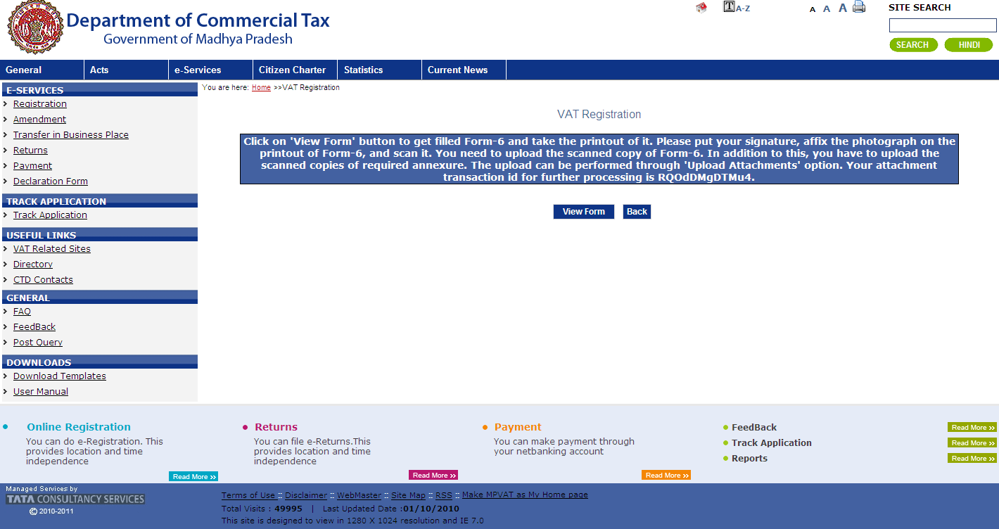 Department of Commercial Tax
Government of Madhya Pradesh
T A-Z
A A A
SITE SEARCH
SEARCH HINDI
General Acts e-Services Citizen Charter Statistics Current News
E-SERVICES
Registration
Amendment
Transfer in Business Place
Returns
Payment
Declaration Form
TRACK APPLICATION
Track Application
USEFUL LINKS
VAT Related Sites
Directory
CTD Contacts
GENERAL
FAQ
FeedBack
Post Query
DOWNLOADS
Download Templates
User Manual
You are here: Home >>VAT Registration
VAT Registration
Click on 'View Form' button to get filled Form-6 and take the printout of it. Please put your signature, affix the photograph on the
printout of Form-6, and scan it. You need to upload the scanned copy of Form-6. In addition to this, you have to upload the
scanned copies of required annexure. The upload can be performed through 'Upload Attachments' option. Your attachment
transaction id for further processing is RQOdDMgDTMu4.
View Form Back
Online Registration
You can do e-Registration. This
provides location and time
independence
Read More >>
Returns
You can file e-Returns.This
provides location and time
independence
Read More >>
Payment
You can make payment through
your netbanking account
Read More >>
FeedBack Read More >>
Track Application Read More >>
Reports Read More >>
Managed Services by
TATA CONSULTANCY SERVICES
© 2010-2011
Terms of Use :: Disclaimer :: WebMaster :: Site Map :: RSS :: Make MPVAT as My Home page
Total Visits : 49995 | Last Updated Date :01/10/2010
This site is designed to view in 1280 X 1024 resolution and IE 7.0